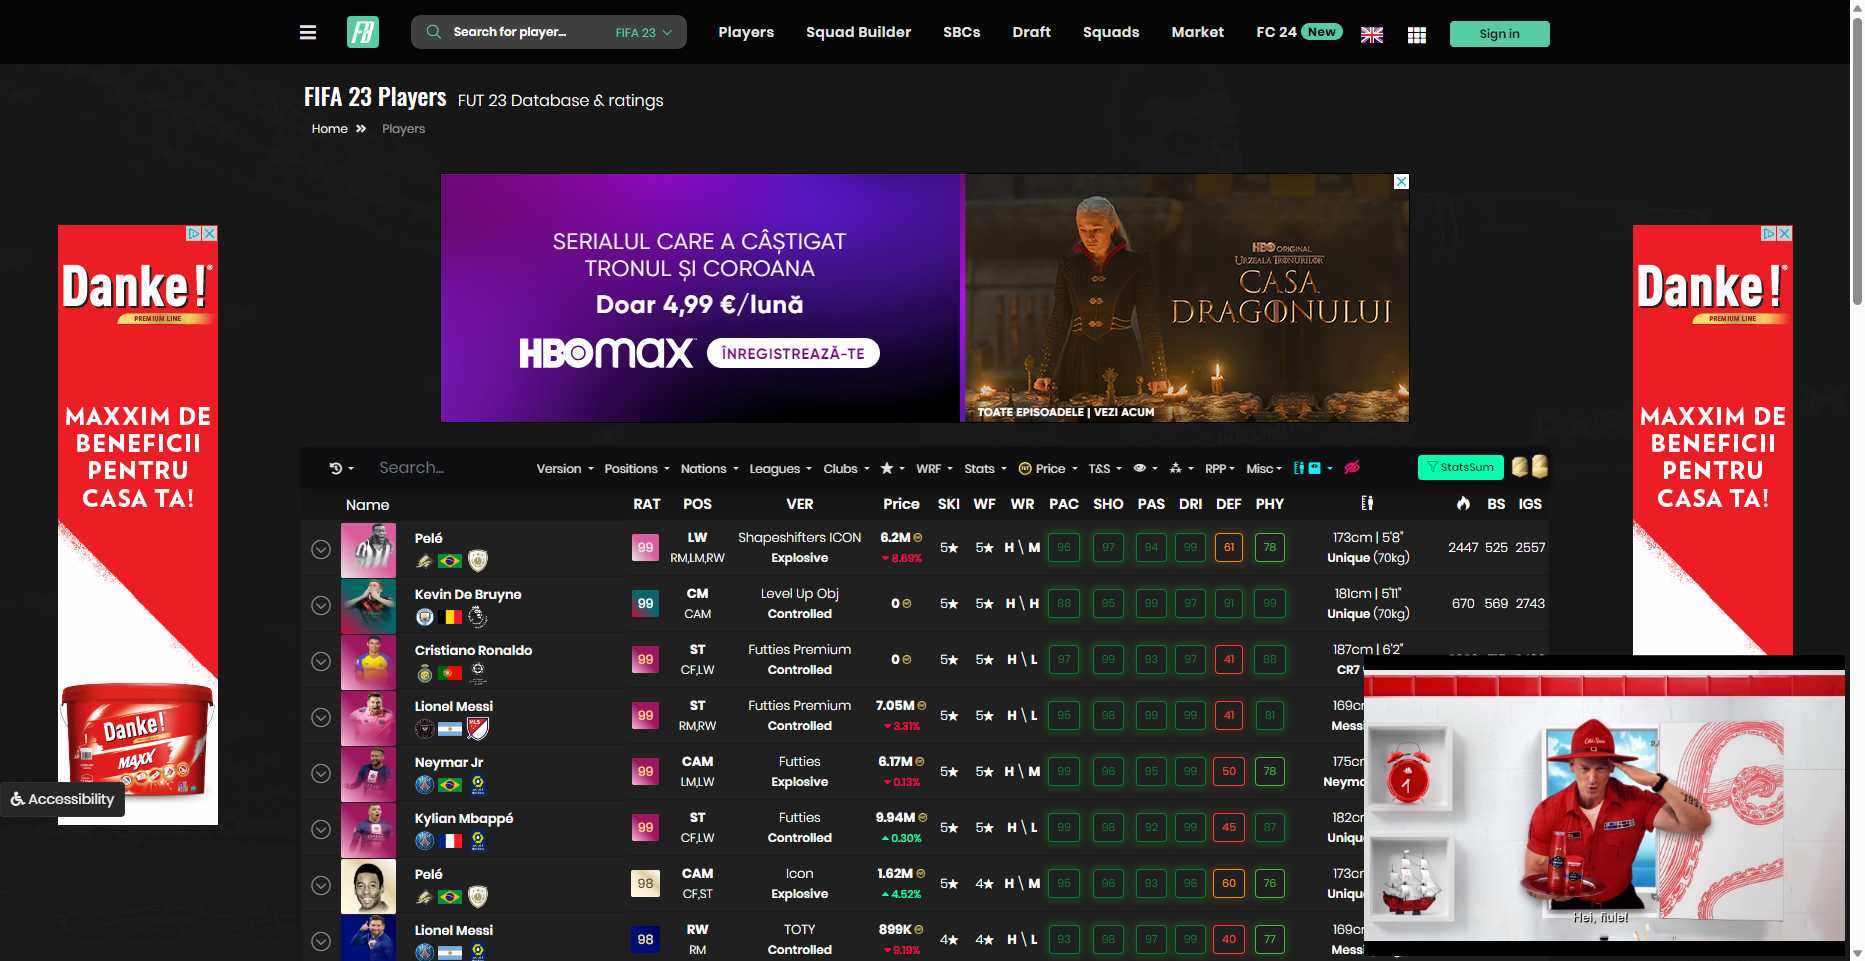 FB
Search for player...
FIFA 23
Players
Squad Builder
SBCs
Draft
Squads
Market
FC 24 New
Sign in
FIFA 23 Players FUT 23 Database & ratings
Home » Players
SERIALUL CARE A CÂȘTIGAT
TRONUL ȘI COROANA
Doar 4,99 €/lună
HBOmax ÎNREGISTREAZĂ-TE
HBO ORIGINAL
URZEALA TRONURILOR
CASA
DRAGONULUI
TOATE EPISOADELE | VEZI ACUM
Danke!
PREMIUM LINE
MAXXIM DE
BENEFICII
PENTRU
CASA TA!
Danke!
MAXX
Accessibility
Danke!
PREMIUM LINE
MAXXIM DE
BENEFICII
PENTRU
CASA TA!
Search... Version Positions Nations Leagues Clubs ★ WRF Stats Price T&S RPP Misc StatsSum
Name RAT POS VER Price SKI WF WR PAC SHO PAS DRI DEF PHY BS IGS
Pelé 99 LW Shapeshifters ICON 6.2M 5★ 5★ H \ M 96 97 94 99 61 78 173cm | 5'8" 2447 525 2557
RM,LM,RW Explosive 8.69% Unique (70kg)
Kevin De Bruyne 99 CM Level Up Obj 0 5★ 5★ H \ H 88 95 99 97 91 99 181cm | 5'11" 670 569 2743
CAM Controlled Unique (70kg)
Cristiano Ronaldo 99 ST Futties Premium 0 5★ 5★ H \ L 97 99 93 97 41 88 187cm | 6'2"
CF,LW Controlled CR7
Lionel Messi 99 ST Futties Premium 7.05M 5★ 5★ H \ L 95 98 99 99 41 81 169c
RM,RW Controlled 3.31% Messi
Neymar Jr 99 CAM Futties 6.17M 5★ 5★ H \ M 99 96 95 99 50 78 175c
LM,LW Explosive 0.13% Neyma
Kylian Mbappé 99 ST Futties 9.94M 5★ 5★ H \ L 99 98 92 99 45 87 182c
CF,LW Controlled 0.30% Uniqu
Pelé 98 CAM Icon 1.62M 5★ 4★ H \ M 95 96 93 96 60 76 173c
CF,ST Explosive 4.52% Uniqu
Lionel Messi 98 RW TOTY 899K 4★ 4★ H \ L 93 98 97 99 40 77 169c
RM Controlled 9.19% Messi
Old Spice
Hei, fiule!